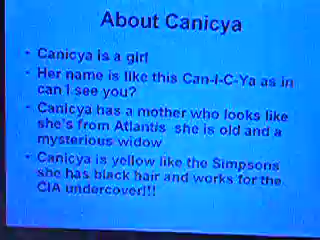 About Canicya
- Canicya is a girl
- Her name is like this Can-I-C-Ya as in
can I see you?
- Canicya has a mother who looks like
she's from Atlantis she is old and a
mysterious widow
- Canicya is yellow like the Simpsons
she has black hair and works for the
CIA undercover!!!